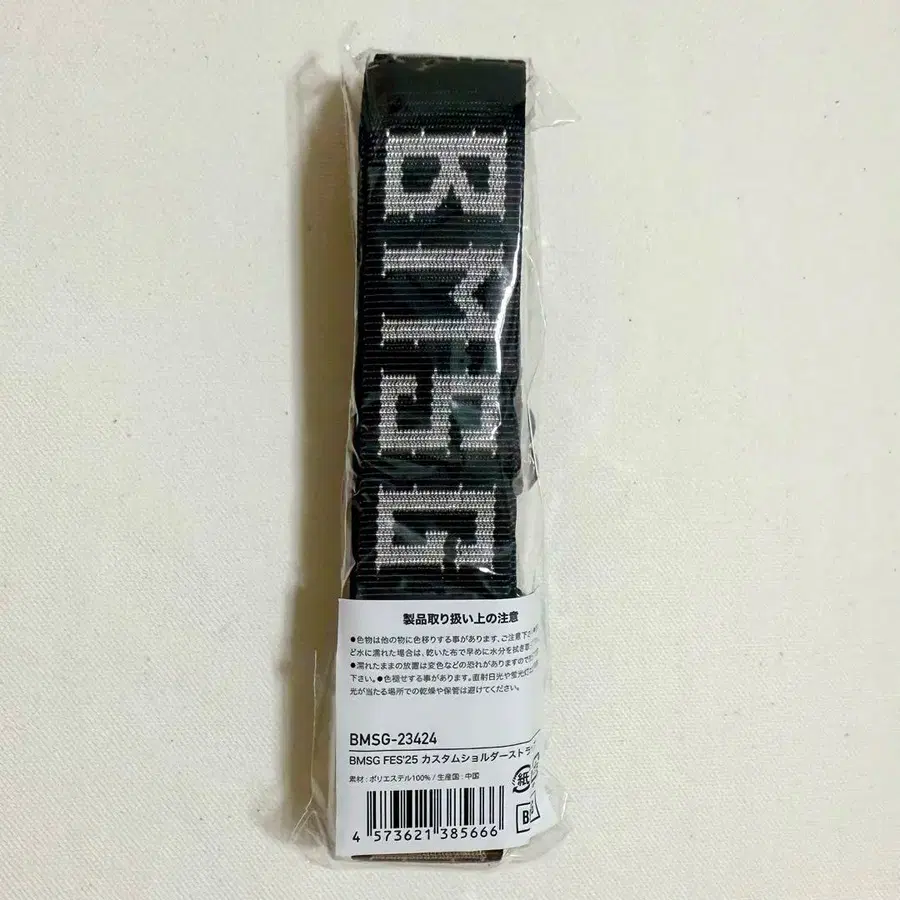 BMSG
製品取り扱い上の注意
●色物は他の物に色移りする事があります、ご注意下さい
ど水に濡れた場合は、乾いた布で早めに水分を拭き取
●濡れたままの放置は変色などの恐れがありますので
下さい。●色褪せする事があります。直射日光や蛍光灯
光が当たる場所での乾燥や保管は避けてください。
BMSG-23424
BMSG FES'25 カスタムショルダーストラップ
素材:ポリエステル100% / 生産国:中国
紙
4 573621 385666